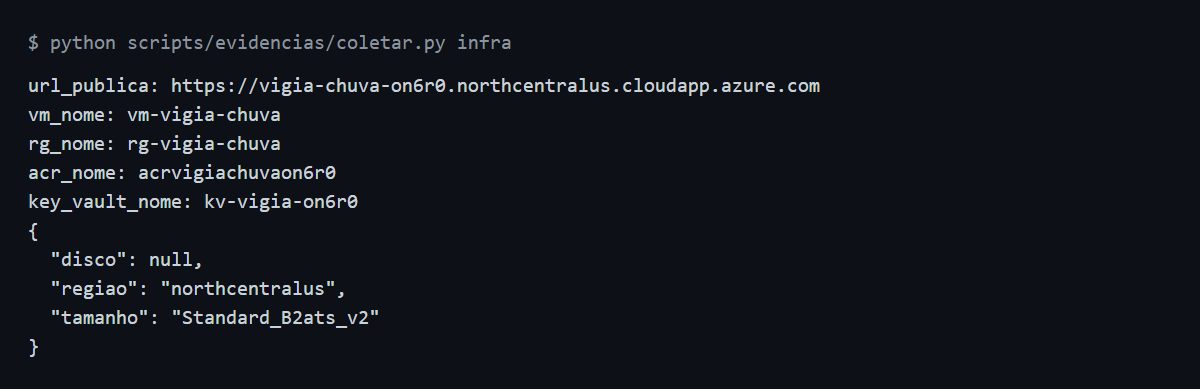 $ python scripts/evidencias/coletar.py infra
url_publica: https://vigia-chuva-on6r0.northcentralus.cloudapp.azure.com
vm_nome: vm-vigia-chuva
rg_nome: rg-vigia-chuva
acr_nome: acrvigiachuvaon6r0
key_vault_nome: kv-vigia-on6r0
{
  "disco": null,
  "regiao": "northcentralus",
  "tamanho": "Standard_B2ats_v2"
}